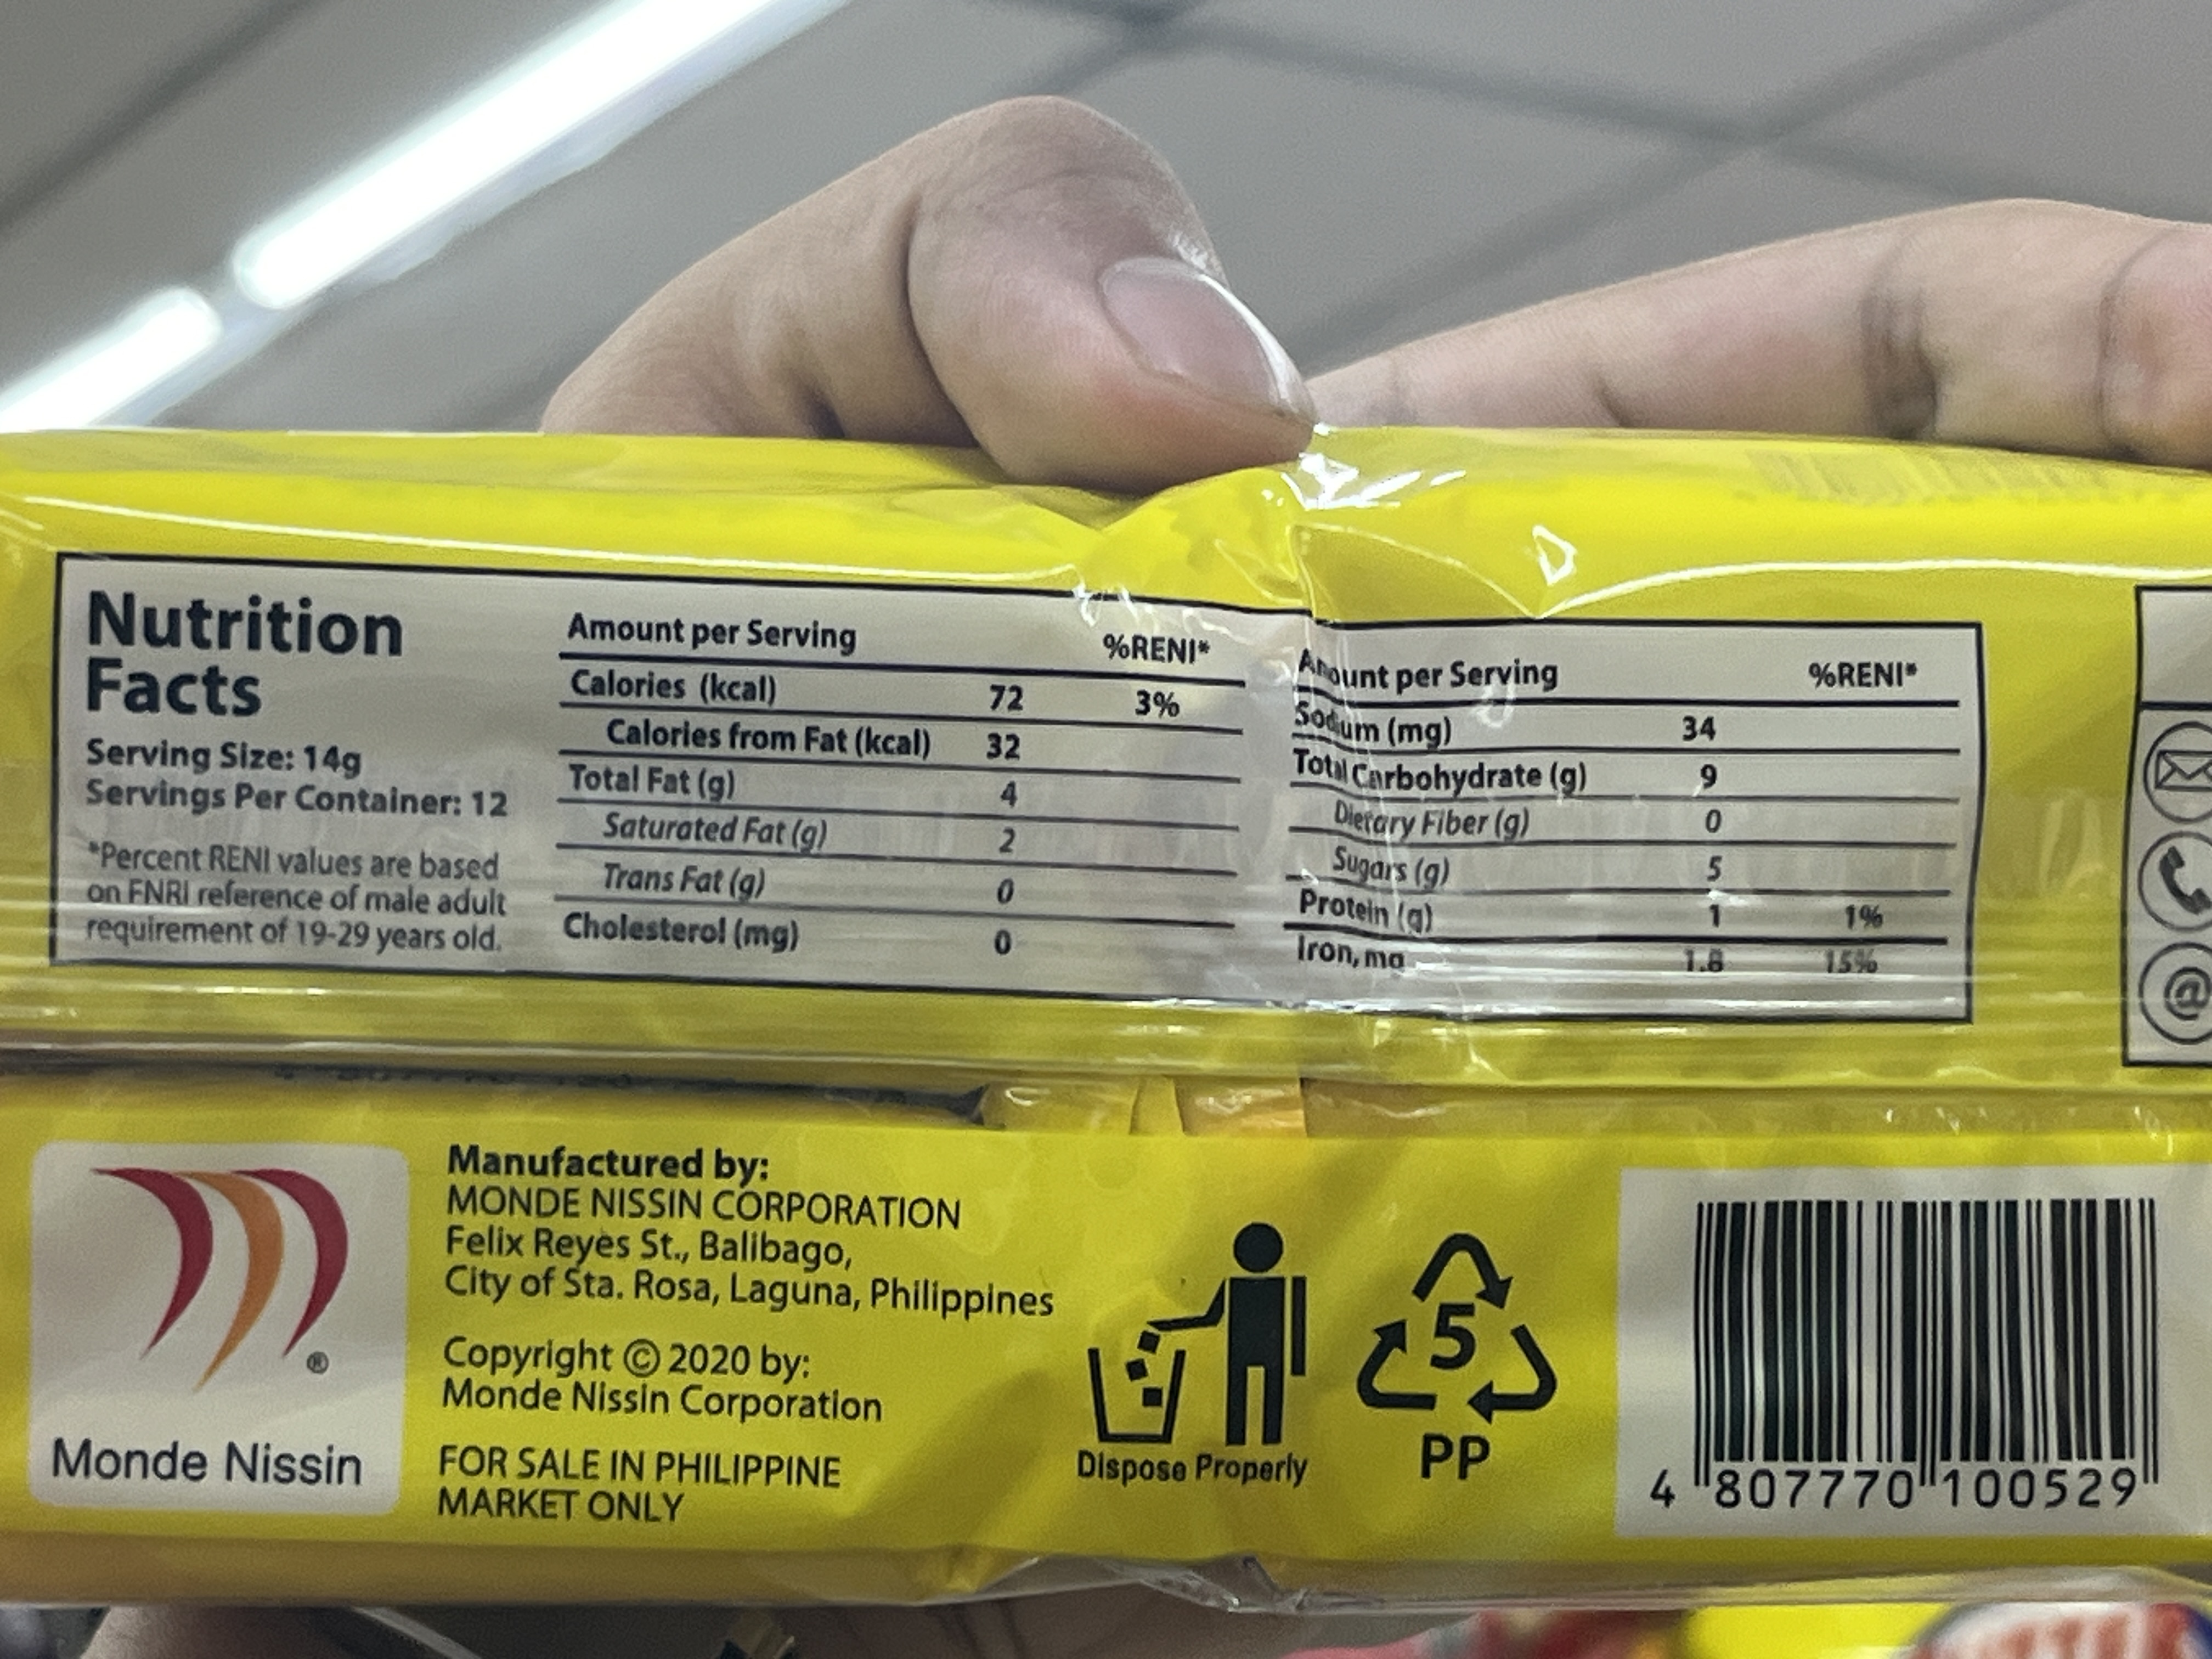 Nutrition
Facts
Serving Size: 14g
Servings Per Container: 12
*Percent RENI values are based
on FNRI reference of male adult
requirement of 19-29 years old.
Amount per Serving %RENI*
Calories (kcal) 72 3%
Calories from Fat (kcal) 32
Total Fat (g) 4
Saturated Fat (g) 2
Trans Fat (g) 0
Cholesterol (mg) 0
Amount per Serving %RENI*
Sodium (mg) 34
Total Carbohydrate (g) 9
Dietary Fiber (g) 0
Sugars (g) 5
Protein (g) 1 1%
Iron, mg 1.8 15%
@
Monde Nissin
®
Manufactured by:
MONDE NISSIN CORPORATION
Felix Reyes St., Balibago,
City of Sta. Rosa, Laguna, Philippines
Copyright © 2020 by:
Monde Nissin Corporation
FOR SALE IN PHILIPPINE
MARKET ONLY
Dispose Properly
5
PP
4 807770 100529